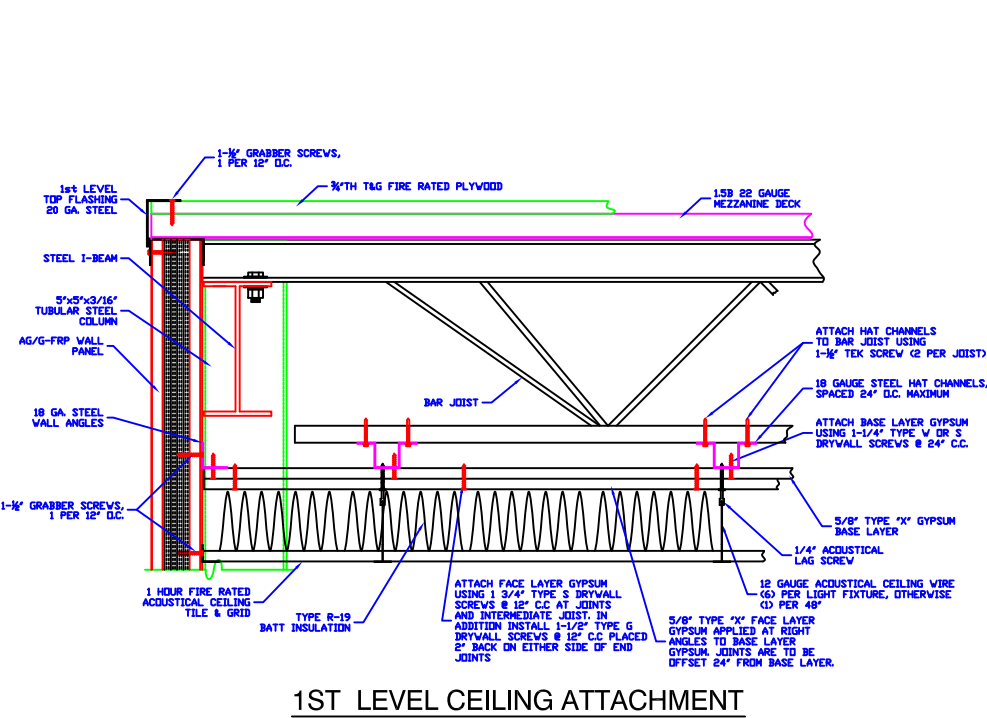 1-½" GRABBER SCREWS,
1 PER 12" O.C.
¾"TH T&G FIRE RATED PLYWOOD
1st LEVEL
TOP FLASHING
20 GA. STEEL
1.5B 22 GAUGE
MEZZANINE DECK
STEEL I-BEAM
5"x5"x3/16"
TUBULAR STEEL
COLUMN
AG/G-FRP WALL
PANEL
ATTACH HAT CHANNELS
TO BAR JOIST USING
1-½" TEK SCREW (2 PER JOIST)
18 GAUGE STEEL HAT CHANNELS,
SPACED 24" O.C. MAXIMUM
BAR JOIST
18 GA. STEEL
WALL ANGLES
ATTACH BASE LAYER GYPSUM
USING 1-1/4" TYPE W OR S
DRYWALL SCREWS @ 24" C.C.
1-½" GRABBER SCREWS,
1 PER 12" O.C.
5/8" TYPE "X" GYPSUM
BASE LAYER
1/4" ACOUSTICAL
LAG SCREW
1 HOUR FIRE RATED
ACOUSTICAL CEILING
TILE & GRID
TYPE R-19
BATT INSULATION
ATTACH FACE LAYER GYPSUM
USING 1 3/4" TYPE S DRYWALL
SCREWS @ 12" C.C AT JOINTS
AND INTERMEDIATE JOIST. IN
ADDITION INSTALL 1-1/2" TYPE G
DRYWALL SCREWS @ 12" C.C PLACED
2" BACK ON EITHER SIDE OF END
JOINTS
12 GAUGE ACOUSTICAL CEILING WIRE
(6) PER LIGHT FIXTURE, OTHERWISE
(1) PER 48"
5/8" TYPE "X" FACE LAYER
GYPSUM APPLIED AT RIGHT
ANGLES TO BASE LAYER
GYPSUM. JOINTS ARE TO BE
OFFSET 24" FROM BASE LAYER.
1ST LEVEL CEILING ATTACHMENT